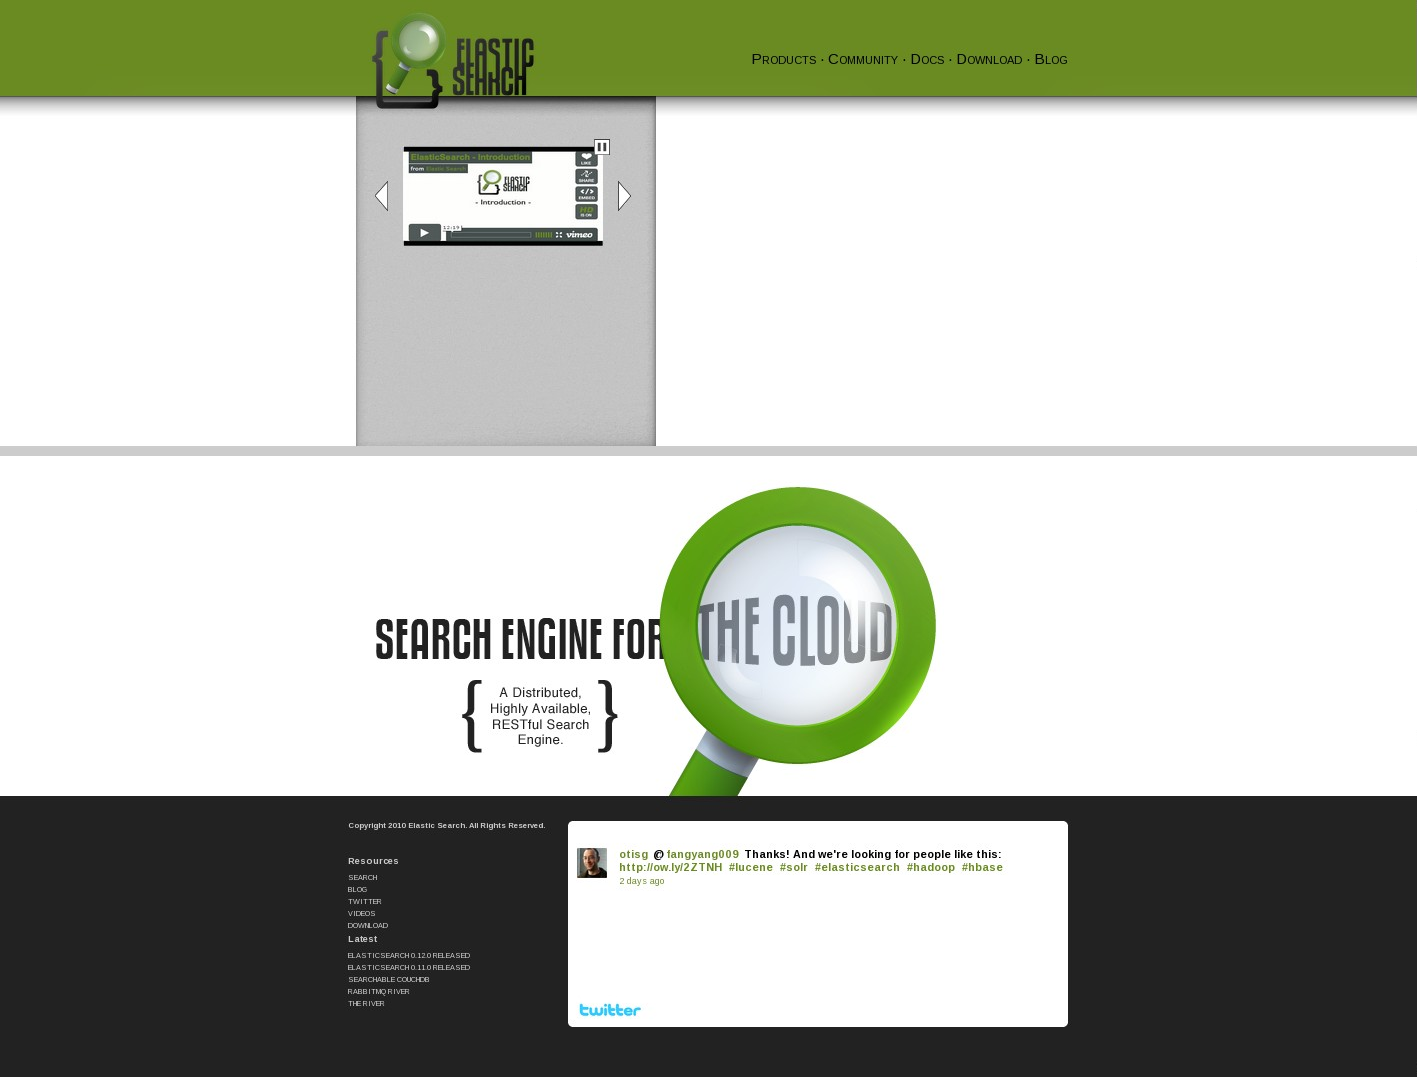 ELASTIC
SEARCH
Products · Community · Docs · Download · Blog
ElasticSearch - Introduction
from Elastic Search
ELASTIC
SEARCH
- Introduction -
LIKE
SHARE
EMBED
HD
IS ON
12:19
vimeo
SEARCH ENGINE FOR THE CLOUD
{ A Distributed,
Highly Available,
RESTful Search
Engine. }
Copyright 2010 Elastic Search. All Rights Reserved.
Resources
SEARCH
BLOG
TWITTER
VIDEOS
DOWNLOAD
Latest
ELASTICSEARCH 0.12.0 RELEASED
ELASTICSEARCH 0.11.0 RELEASED
SEARCHABLE COUCHDB
RABBITMQ RIVER
THE RIVER
otisg @fangyang009 Thanks! And we're looking for people like this:
http://ow.ly/2ZTNH #lucene #solr #elasticsearch #hadoop #hbase
2 days ago
twitter